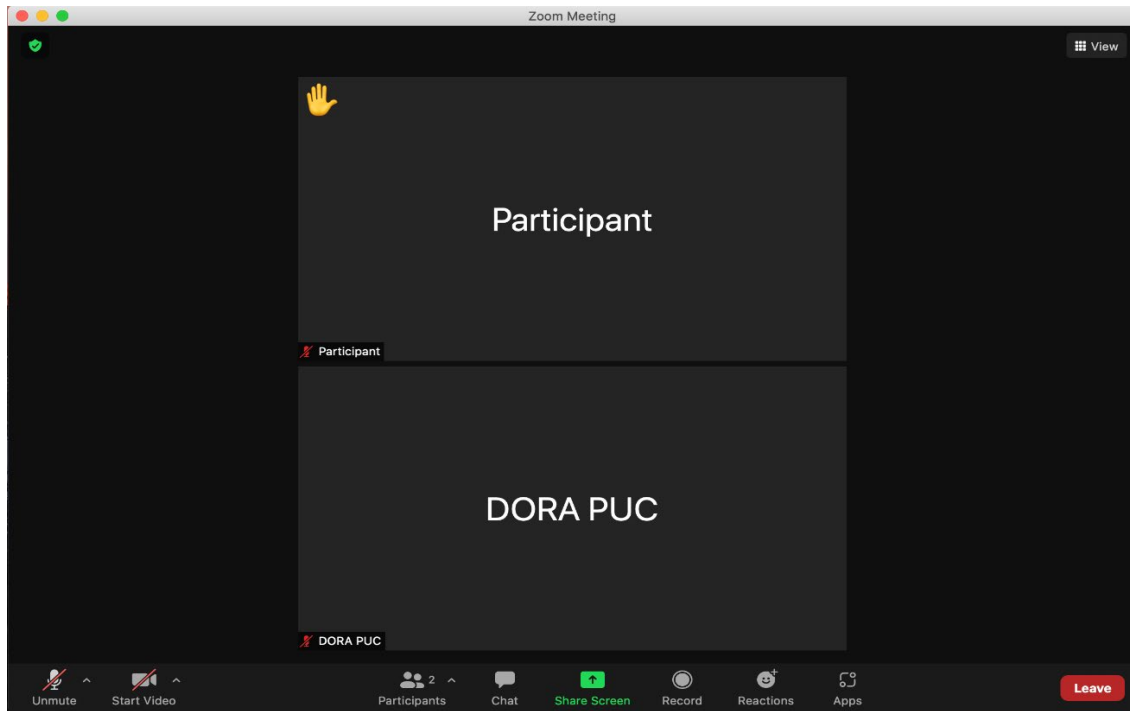 Zoom Meeting
View
Participant
Participant
DORA PUC
DORA PUC
Unmute
Start Video
2
Participants
Chat
Share Screen
Record
Reactions
Apps
Leave